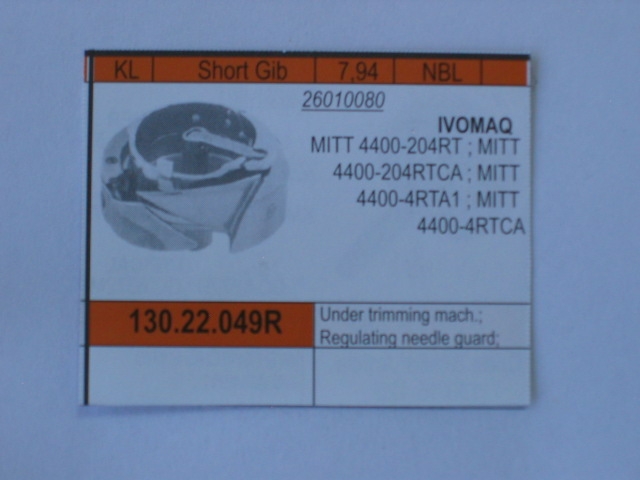 KL Short Gib 7,94 NBL
26010080
IVOMAQ
MITT 4400-204RT ; MITT
4400-204RTCA ; MITT
4400-4RTA1 ; MITT
4400-4RTCA
130.22.049R
Under trimming mach.;
Regulating needle guard;